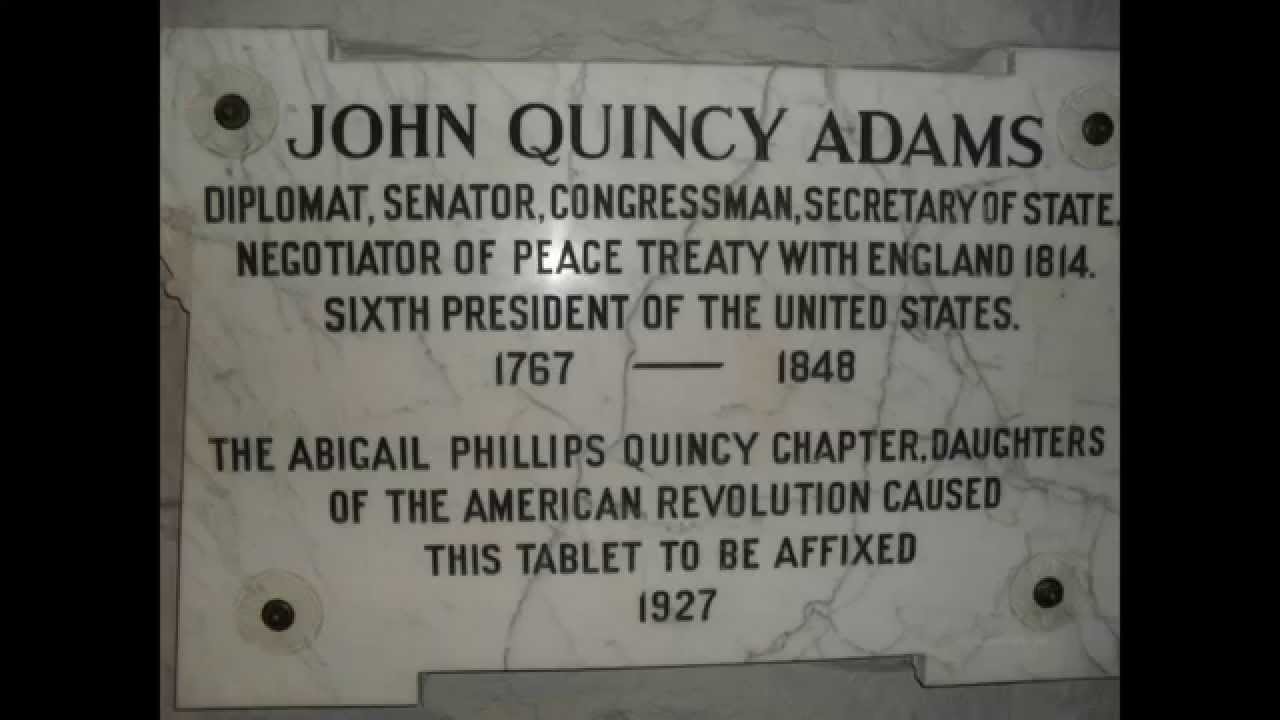 JOHN QUINCY ADAMS
DIPLOMAT, SENATOR, CONGRESSMAN, SECRETARY OF STATE.
NEGOTIATOR OF PEACE TREATY WITH ENGLAND 1814.
SIXTH PRESIDENT OF THE UNITED STATES.
1767 — 1848
THE ABIGAIL PHILLIPS QUINCY CHAPTER, DAUGHTERS
OF THE AMERICAN REVOLUTION CAUSED
THIS TABLET TO BE AFFIXED
1927